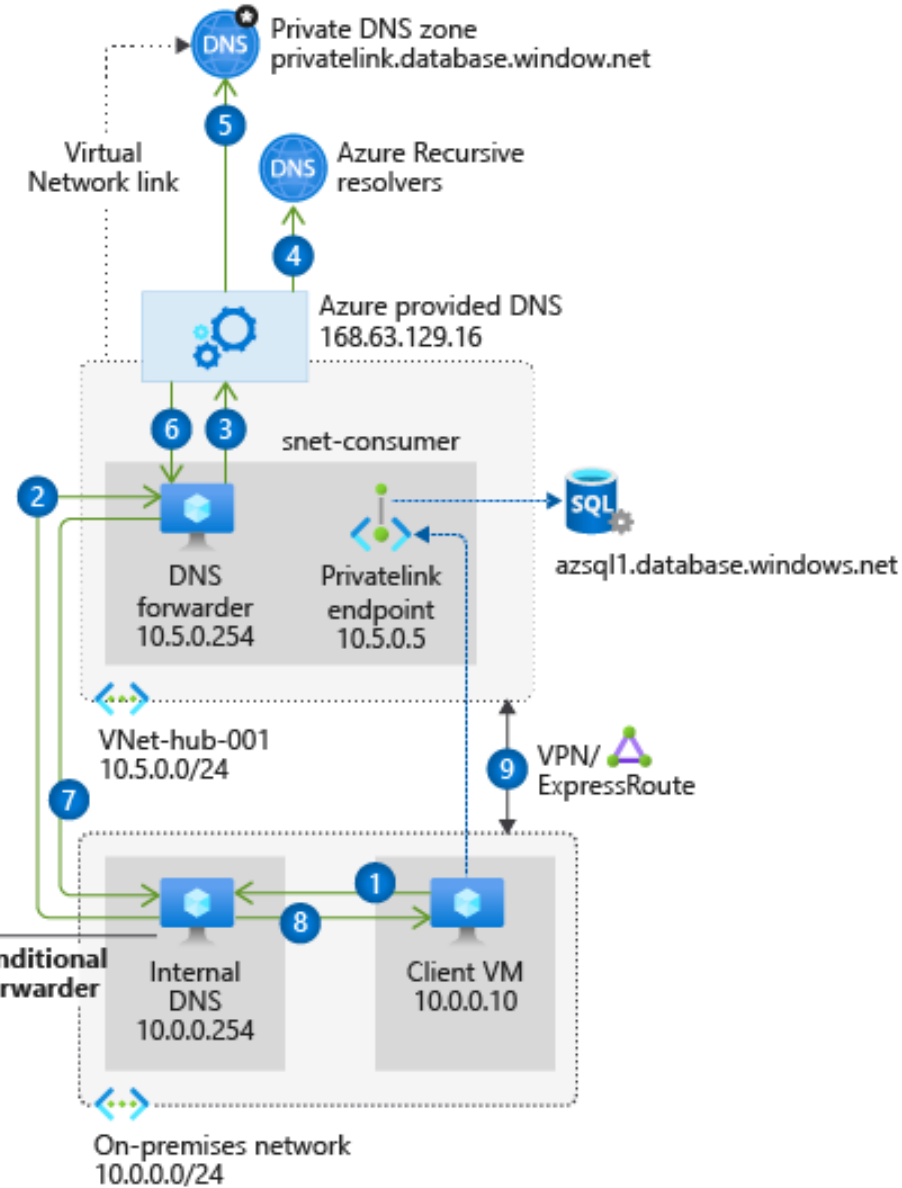 DNS
Private DNS zone
privatelink.database.window.net
5
Virtual
Network link
DNS
Azure Recursive
resolvers
4
Azure provided DNS
168.63.129.16
6
3
snet-consumer
2
SQL
azsql1.database.windows.net
DNS
forwarder
10.5.0.254
Privatelink
endpoint
10.5.0.5
VNet-hub-001
10.5.0.0/24
9
VPN/
ExpressRoute
7
1
8
nditional
rwarder
Internal
DNS
10.0.0.254
Client VM
10.0.0.10
On-premises network
10.0.0.0/24